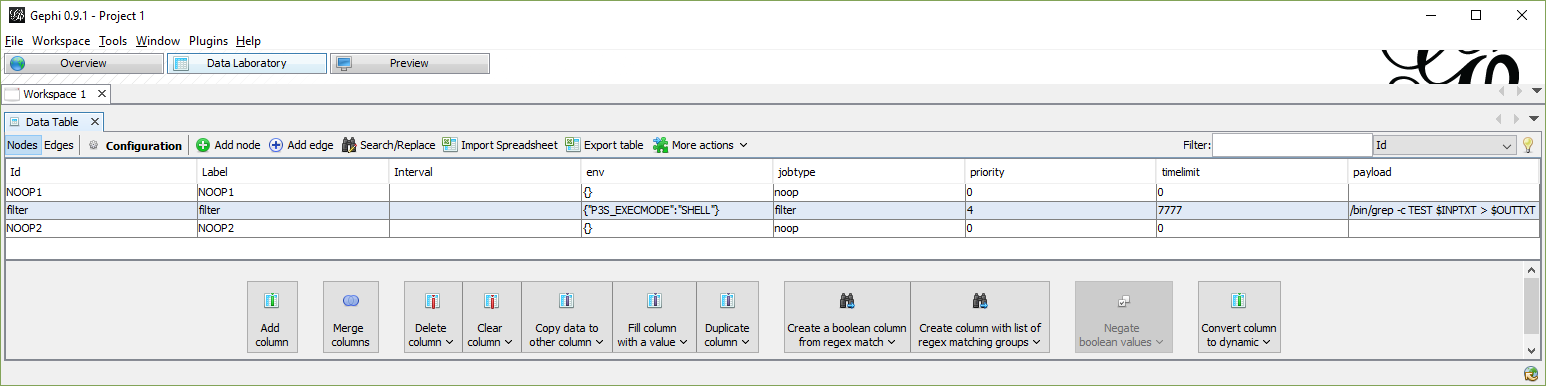 Gephi 0.9.1 - Project 1
File Workspace Tools Window Plugins Help
Overview Data Laboratory Preview
Workspace 1
Data Table
Nodes Edges Configuration Add node Add edge Search/Replace Import Spreadsheet Export table More actions Filter: Id
Id Label Interval env jobtype priority timelimit payload
NOOP1 NOOP1 {} noop 0 0
filter filter {"P3S_EXECMODE":"SHELL"} filter 4 7777 /bin/grep -c TEST $INPTXT > $OUTTXT
NOOP2 NOOP2 {} noop 0 0
Add Merge Delete Clear Copy data to Fill column Duplicate Create a boolean column Create column with list of Negate Convert column
column columns column column other column with a value column from regex match regex matching groups boolean values to dynamic